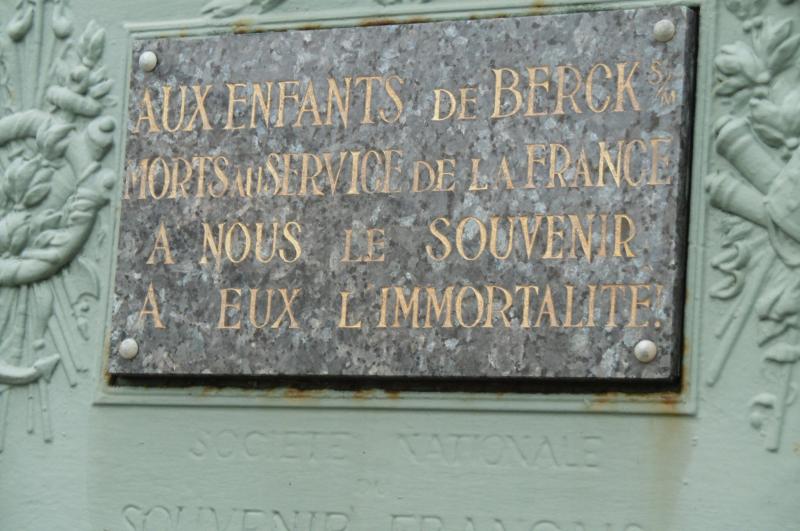 AUX ENFANTS DE BERCK S/M
MORTS AU SERVICE DE LA FRANCE
A NOUS LE SOUVENIR
A EUX L'IMMORTALITE!
SOCIETE NATIONALE
DU
SOUVENIR FRANÇAIS